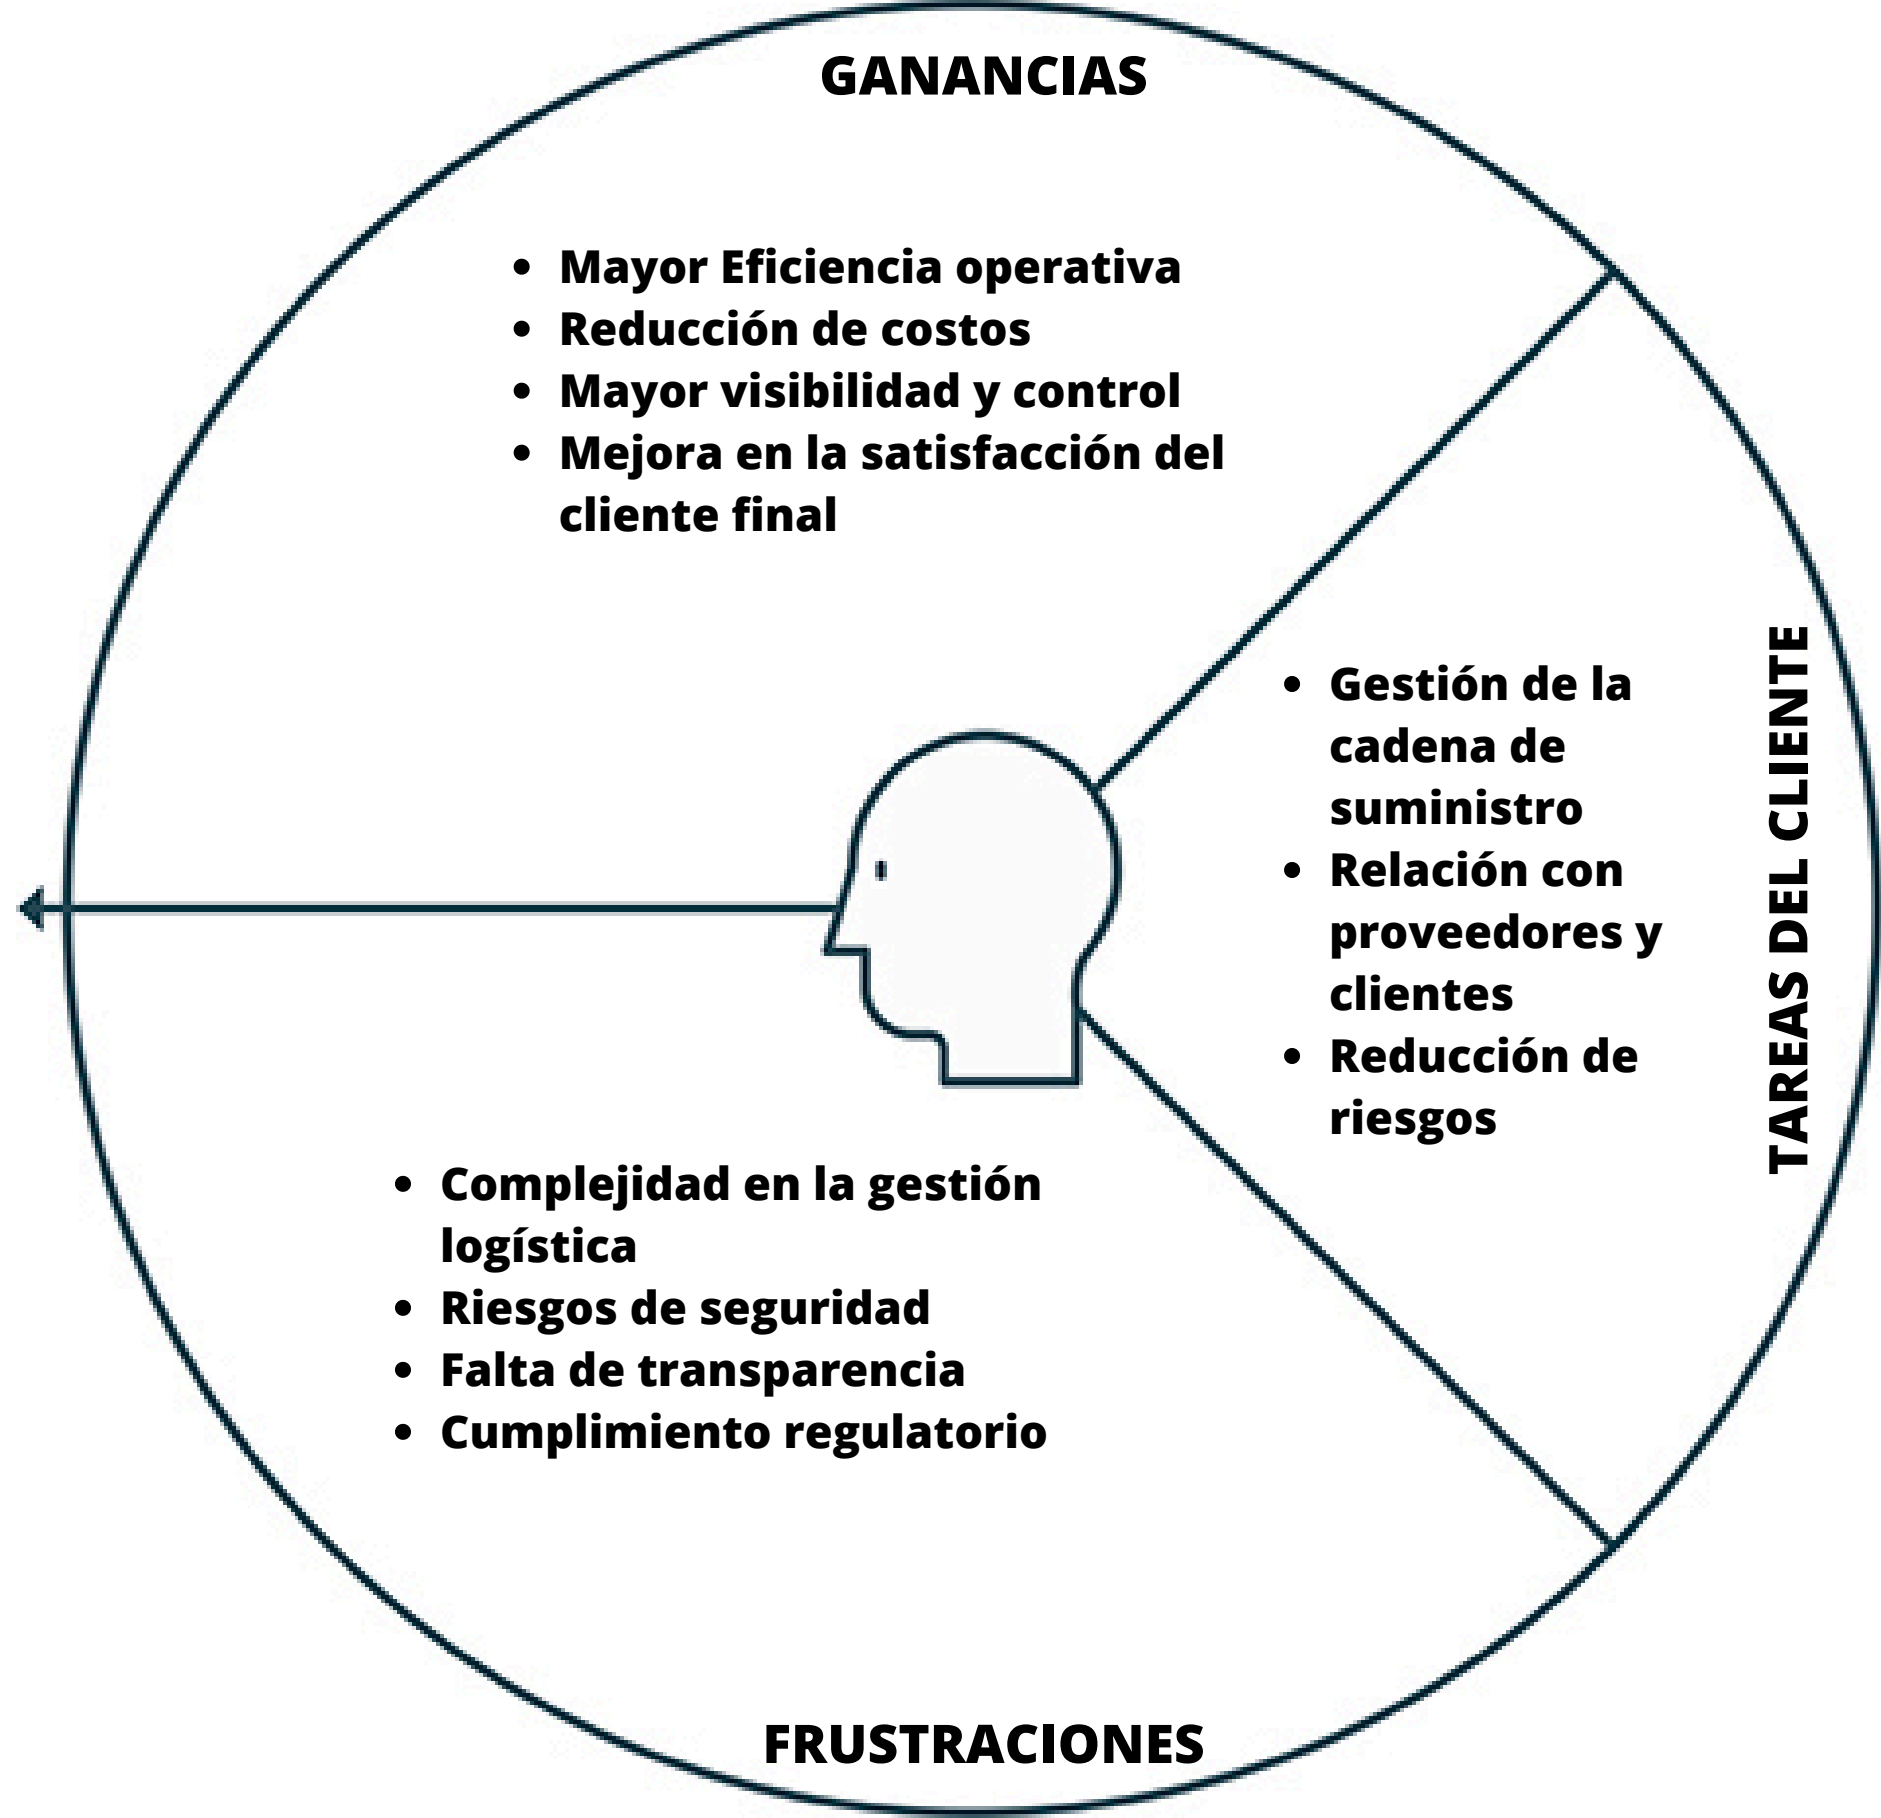 GANANCIAS
• Mayor Eficiencia operativa
• Reducción de costos
• Mayor visibilidad y control
• Mejora en la satisfacción del
cliente final
• Gestión de la
cadena de
suministro
• Relación con
proveedores y
clientes
• Reducción de
riesgos
TAREAS DEL CLIENTE
• Complejidad en la gestión
logística
• Riesgos de seguridad
• Falta de transparencia
• Cumplimiento regulatorio
FRUSTRACIONES